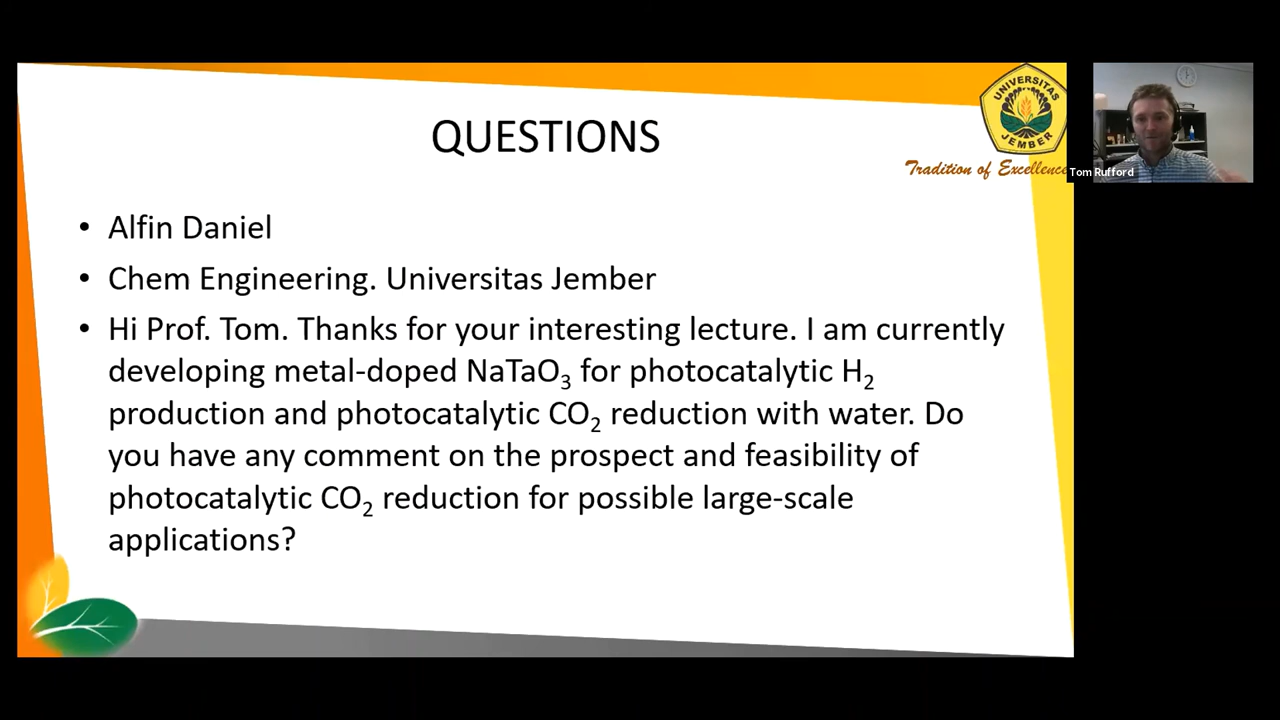 QUESTIONS
UNIVERSITAS
JEMBER
Tradition of Excellence
Tom Rufford
• Alfin Daniel
• Chem Engineering. Universitas Jember
• Hi Prof. Tom. Thanks for your interesting lecture. I am currently
developing metal-doped NaTaO₃ for photocatalytic H₂
production and photocatalytic CO₂ reduction with water. Do
you have any comment on the prospect and feasibility of
photocatalytic CO₂ reduction for possible large-scale
applications?